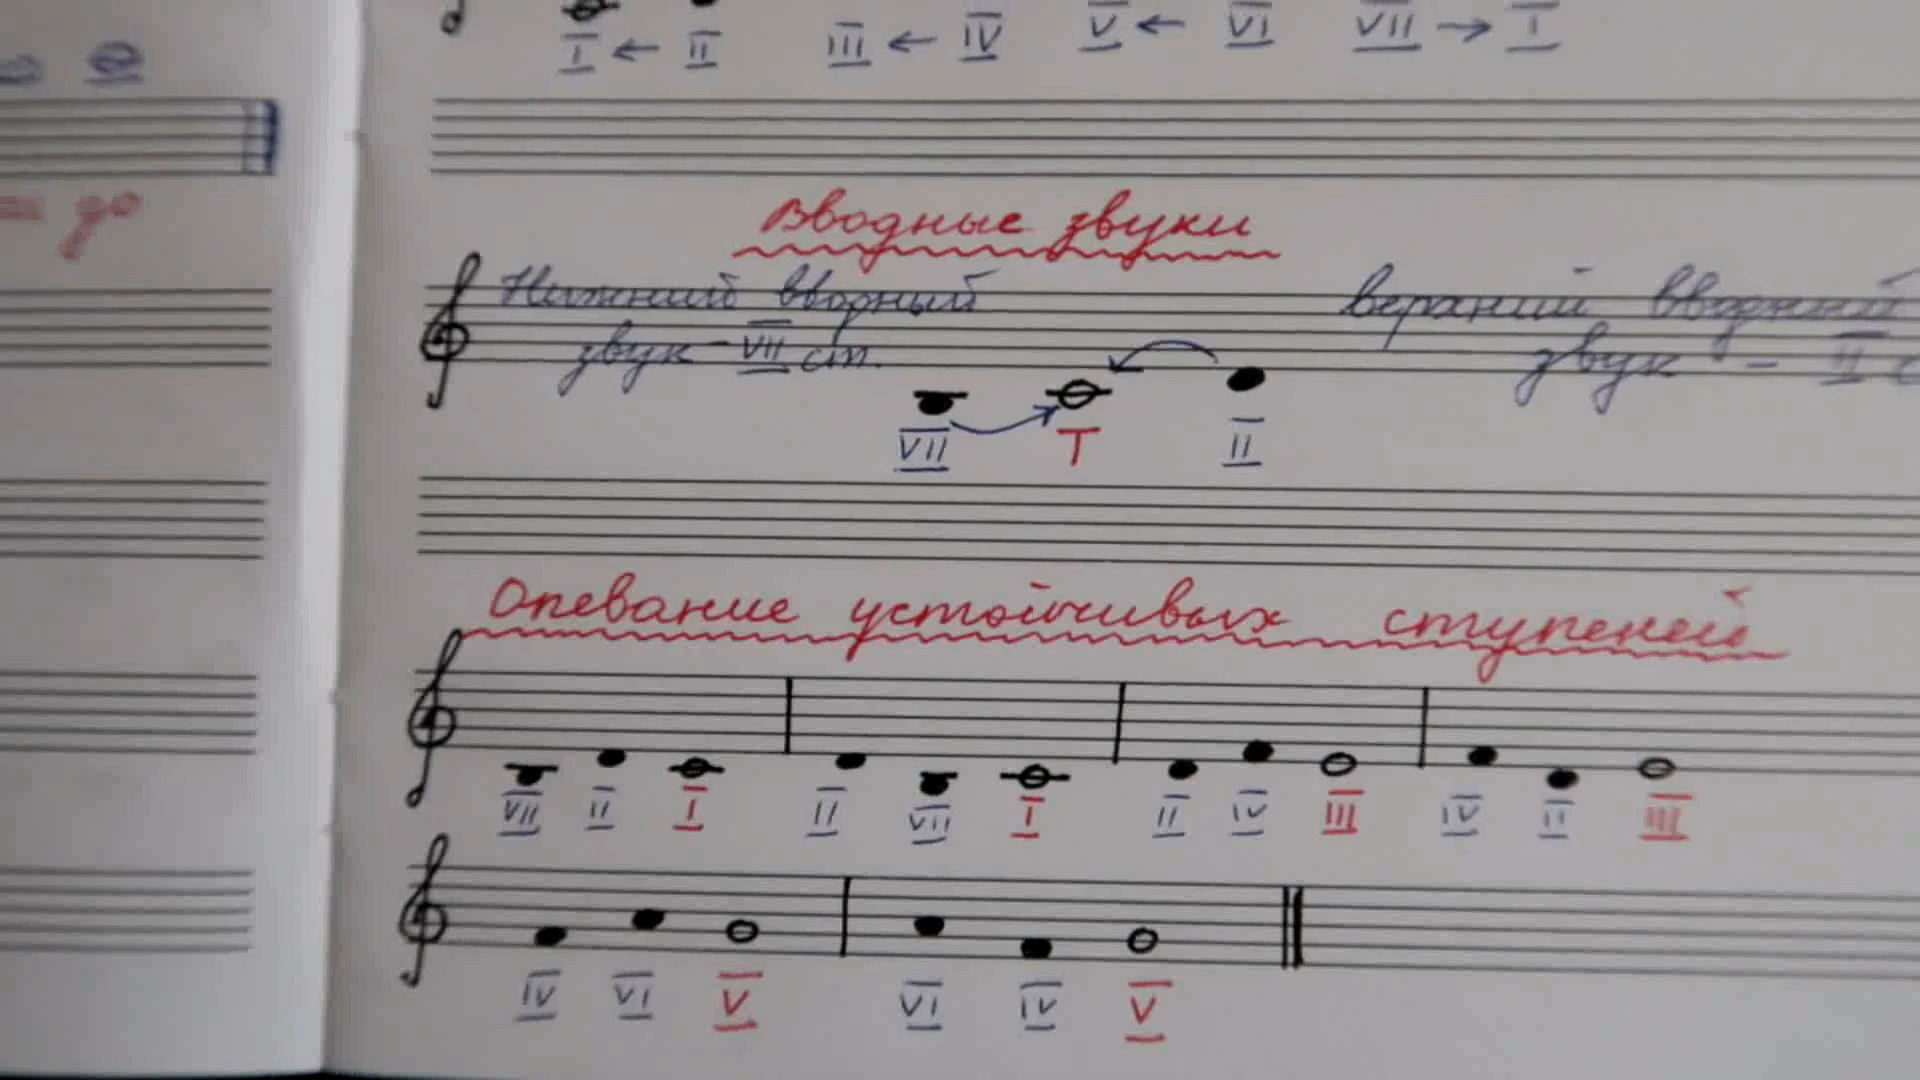 I ← II III ← IV V ← VI VII → I
до
Вводные звуки
Нижний вводный
звук - VII ст.
верхний вводный
звук - II с
VII T II
Опевание устойчивых ступеней
VII II I II VII I II IV III IV II III
IV VI V VI IV V